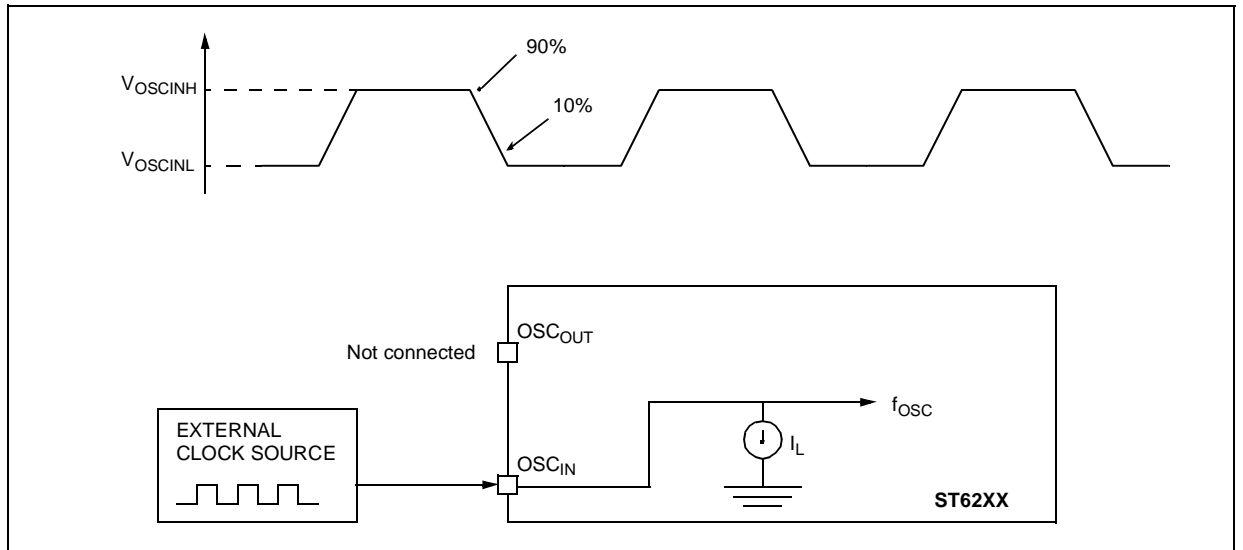 90%
VOSCINH
10%
VOSCINL
OSCOUT
Not connected
fOSC
EXTERNAL
CLOCK SOURCE
IL
OSCIN
ST62XX